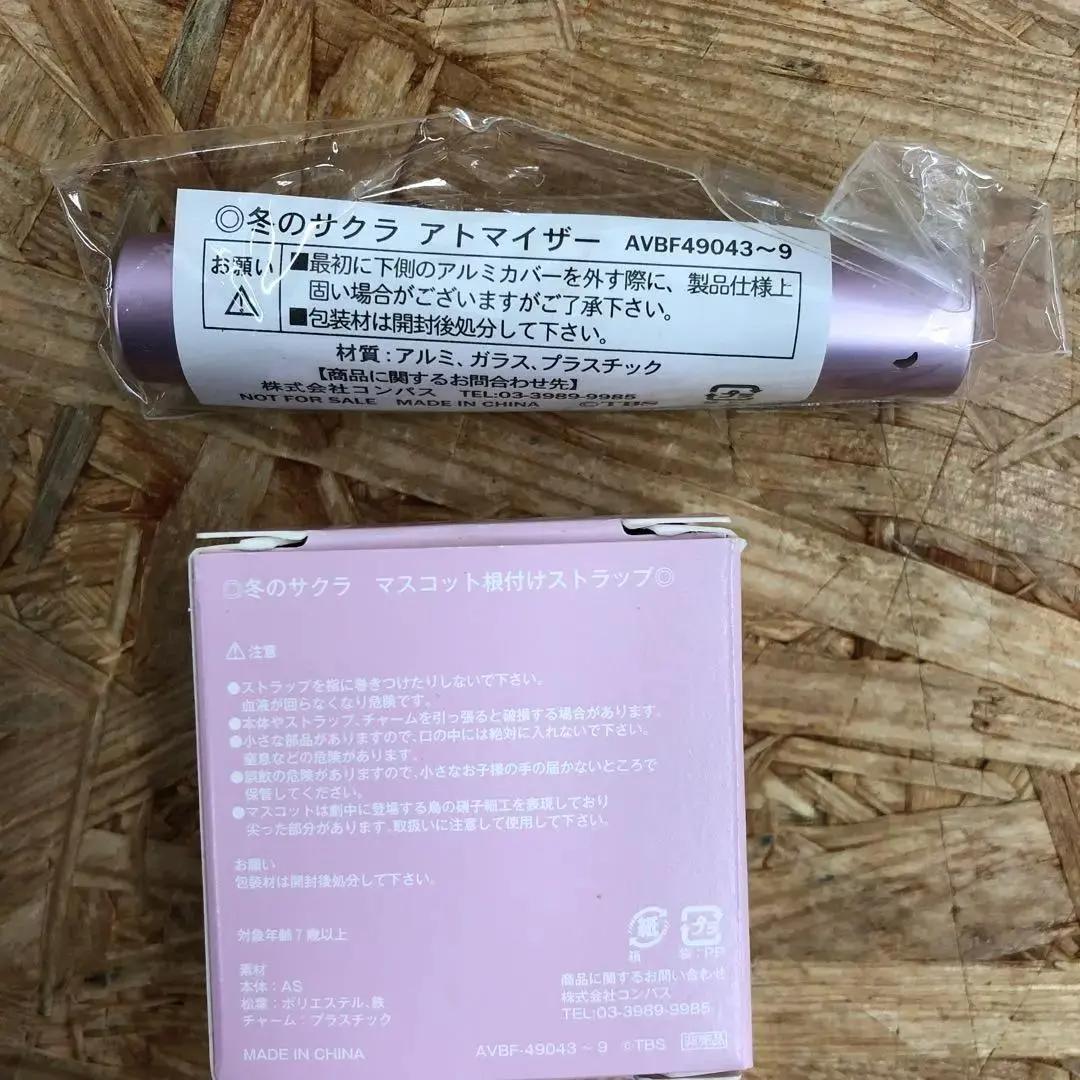 ◎冬のサクラ アトマイザー AVBF49043～9
お願い
■最初に下側のアルミカバーを外す際に、製品仕様上
固い場合がございますがご了承下さい。
■包装材は開封後処分して下さい。
材質：アルミ、ガラス、プラスチック
【商品に関するお問合わせ先】
株式会社コンパス TEL:03-3989-9985
NOT FOR SALE MADE IN CHINA ©TBS
プラ
◎冬のサクラ マスコット根付けストラップ◎
注意
●ストラップを指に巻きつけたりしないで下さい。
血液が回らなくなり危険です。
●本体やストラップ、チャームを引っ張ると破損する場合があります。
●小さな部品がありますので、口の中には絶対に入れないで下さい。
窒息などの危険があります。
●誤飲の危険がありますので、小さなお子様の手の届かないところで
保管してください。
●マスコットは劇中に登場する鳥の硝子細工を表現しており
尖った部分があります。取扱いに注意して使用して下さい。
お願い
包装材は開封後処分して下さい。
対象年齢7歳以上
紙 プラ
箱 袋：PP
素材
本体：AS
松葉：ポリエステル、鉄
チャーム：プラスチック
商品に関するお問い合わせ
株式会社コンパス
TEL:03-3989-9985
MADE IN CHINA AVBF-49043～9 ©TBS 非売品